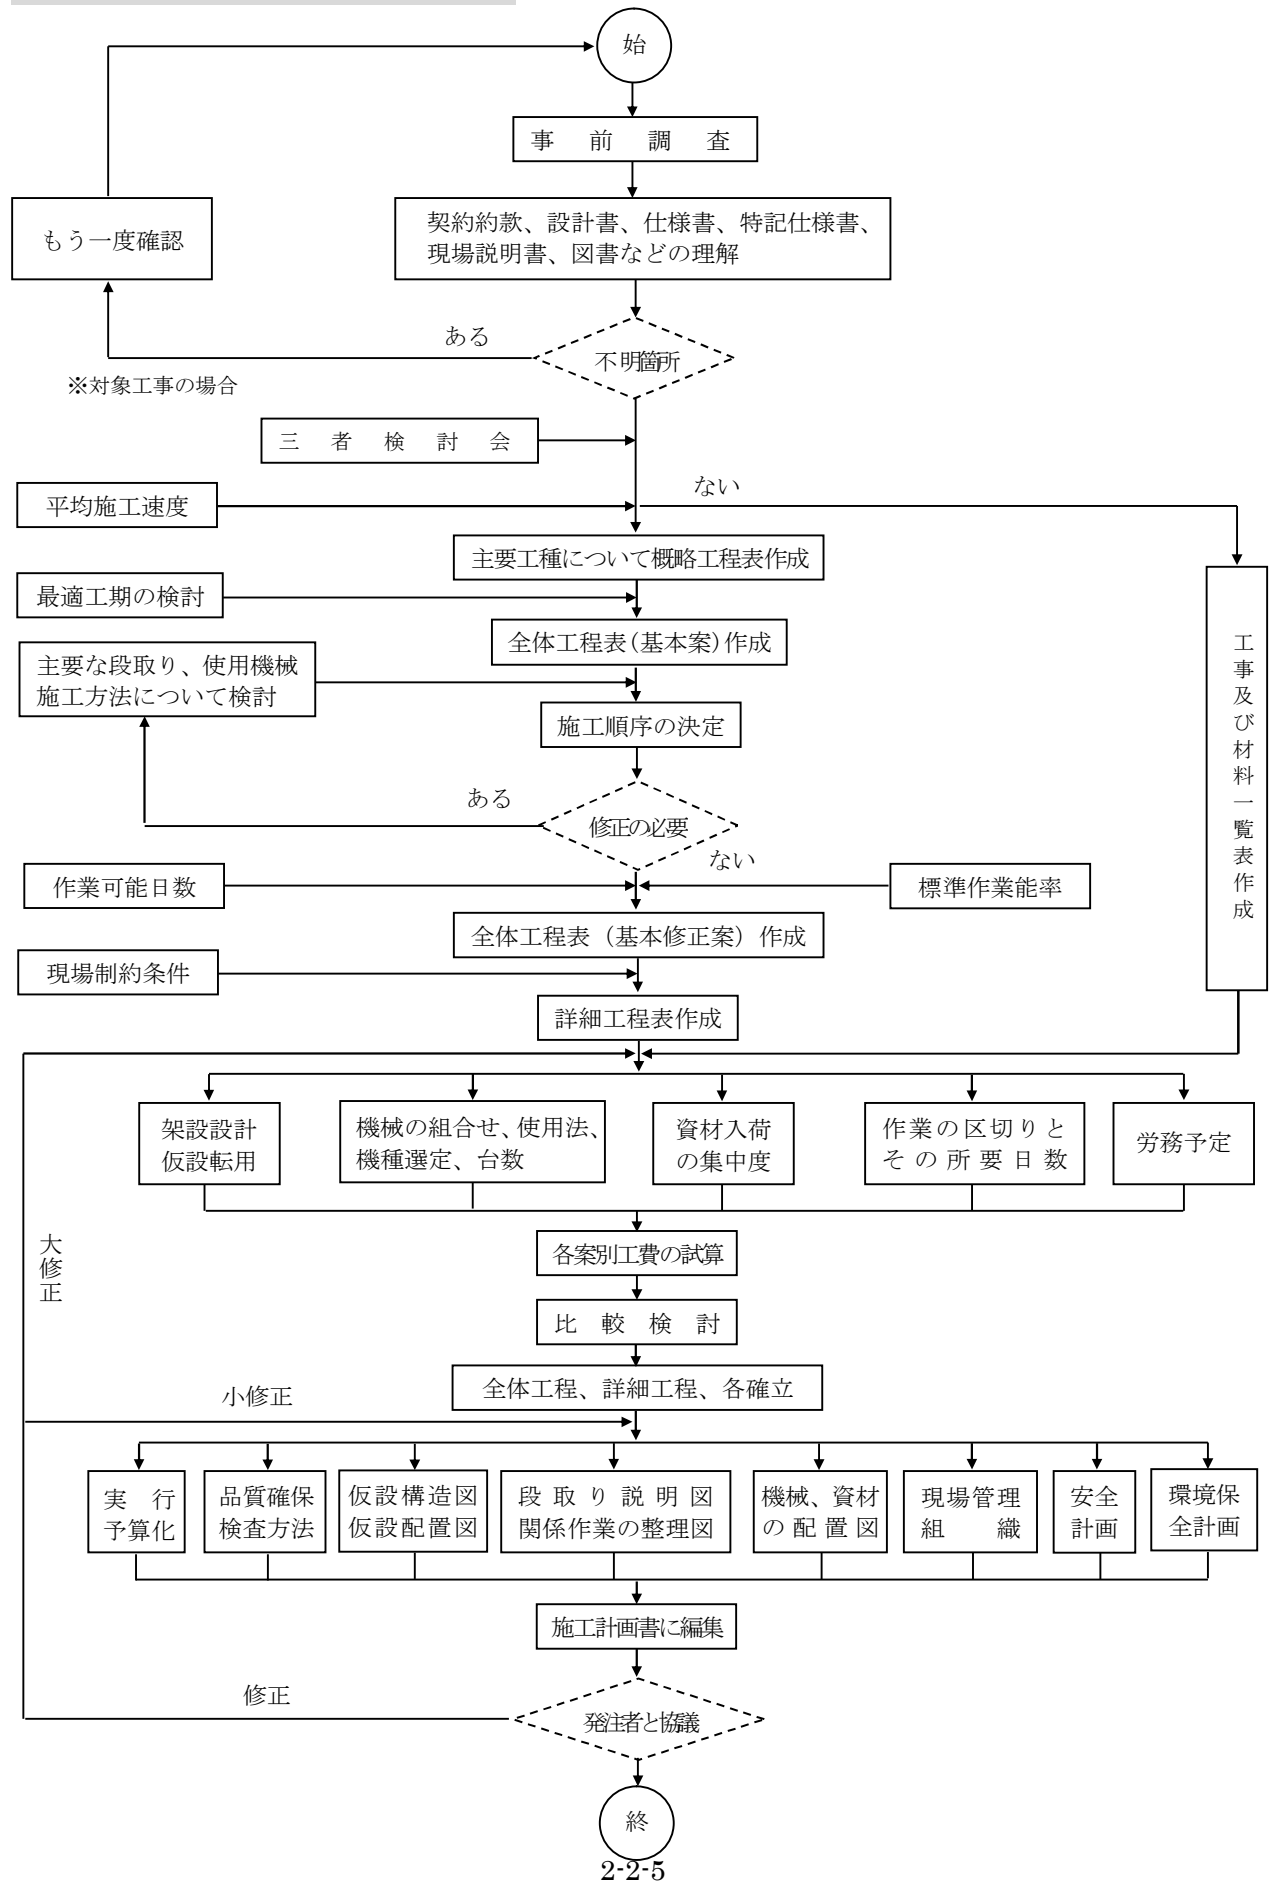 始
事前調査
契約約款、設計書、仕様書、特記仕様書、
現場説明書、図書などの理解
もう一度確認
ある
不明箇所
※対象工事の場合
三者検討会
ない
平均施工速度
主要工種について概略工程表作成
最適工期の検討
全体工程表(基本案)作成
主要な段取り、使用機械
施工方法について検討
施工順序の決定
工事及び材料一覧表作成
ある
修正の必要
ない
作業可能日数
標準作業能率
全体工程表（基本修正案）作成
現場制約条件
詳細工程表作成
架設設計
仮設転用
機械の組合せ、使用法、
機種選定、台数
資材入荷
の集中度
作業の区切りと
その所要日数
労務予定
大修正
各案別工費の試算
比較検討
全体工程、詳細工程、各確立
小修正
実行
予算化
品質確保
検査方法
仮設構造図
仮設配置図
段取り説明図
関係作業の整理図
機械、資材
の配置図
現場管理
組織
安全
計画
環境保
全計画
施工計画書に編集
修正
発注者と協議
終
2-2-5